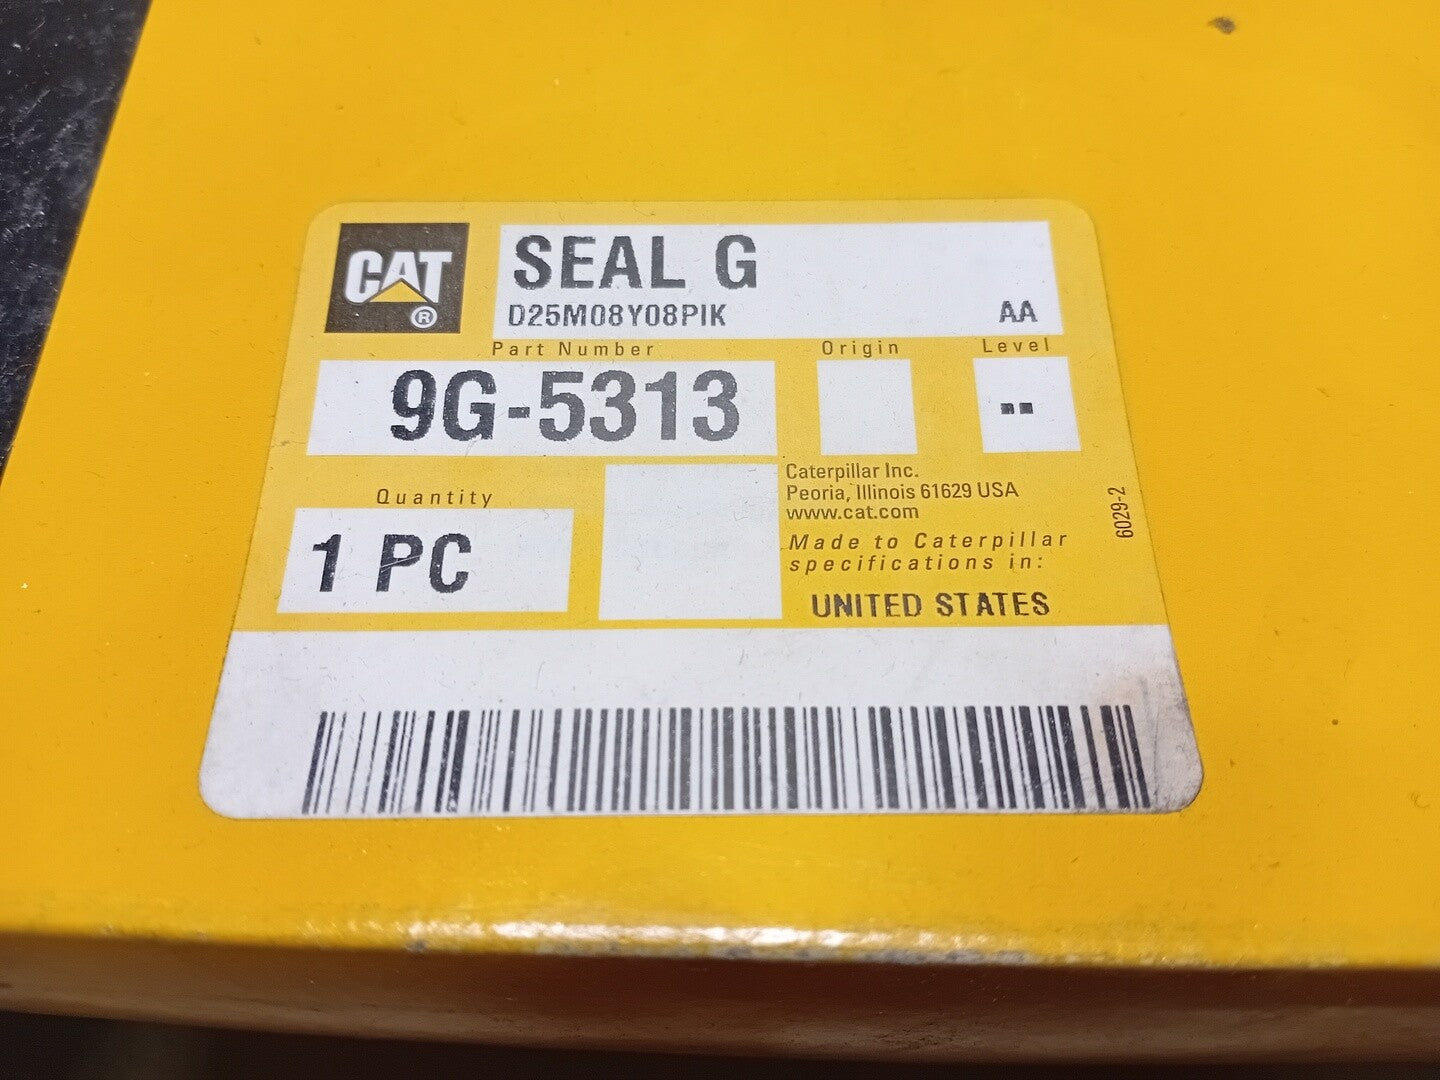 CAT
®
SEAL G
D25M08Y08PIK AA
Part Number Origin Level
9G-5313 --
Quantity
1 PC
Caterpillar Inc.
Peoria, Illinois 61629 USA
www.cat.com
Made to Caterpillar
specifications in:
UNITED STATES
6029-2